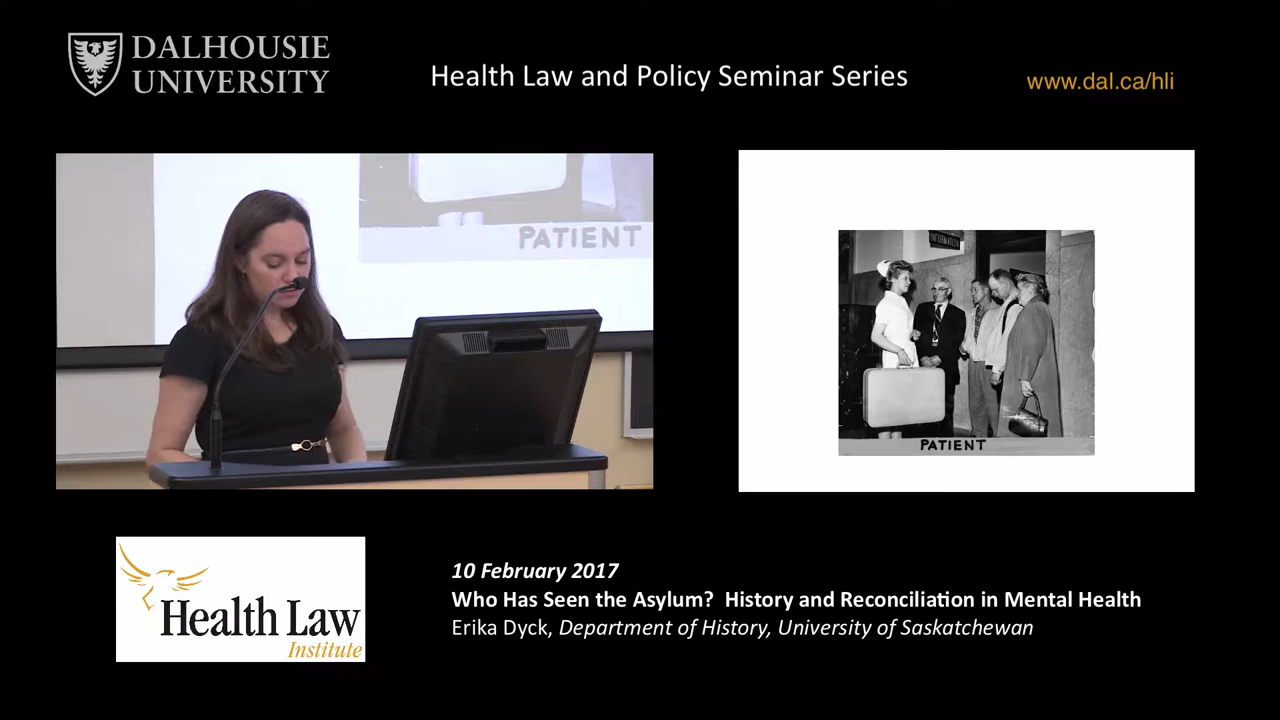 DALHOUSIE
UNIVERSITY
Health Law and Policy Seminar Series
www.dal.ca/hli
PATIENT
INFORMATION
PATIENT
Health Law
Institute
10 February 2017
Who Has Seen the Asylum? History and Reconciliation in Mental Health
Erika Dyck, Department of History, University of Saskatchewan